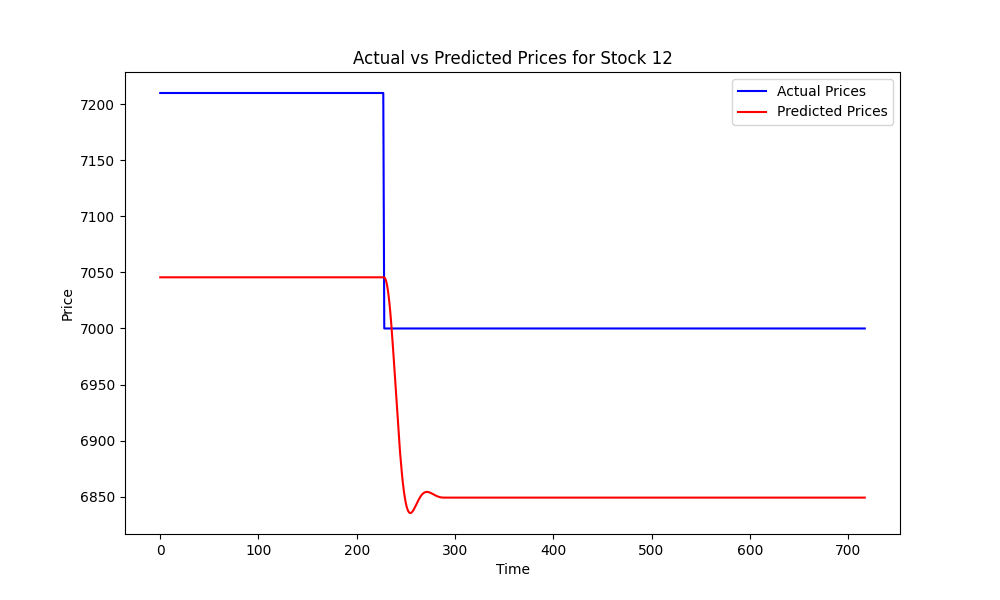 Actual vs Predicted Prices for Stock 12
Actual Prices
Predicted Prices
Price
7200
7150
7100
7050
7000
6950
6900
6850
0 100 200 300 400 500 600 700
Time